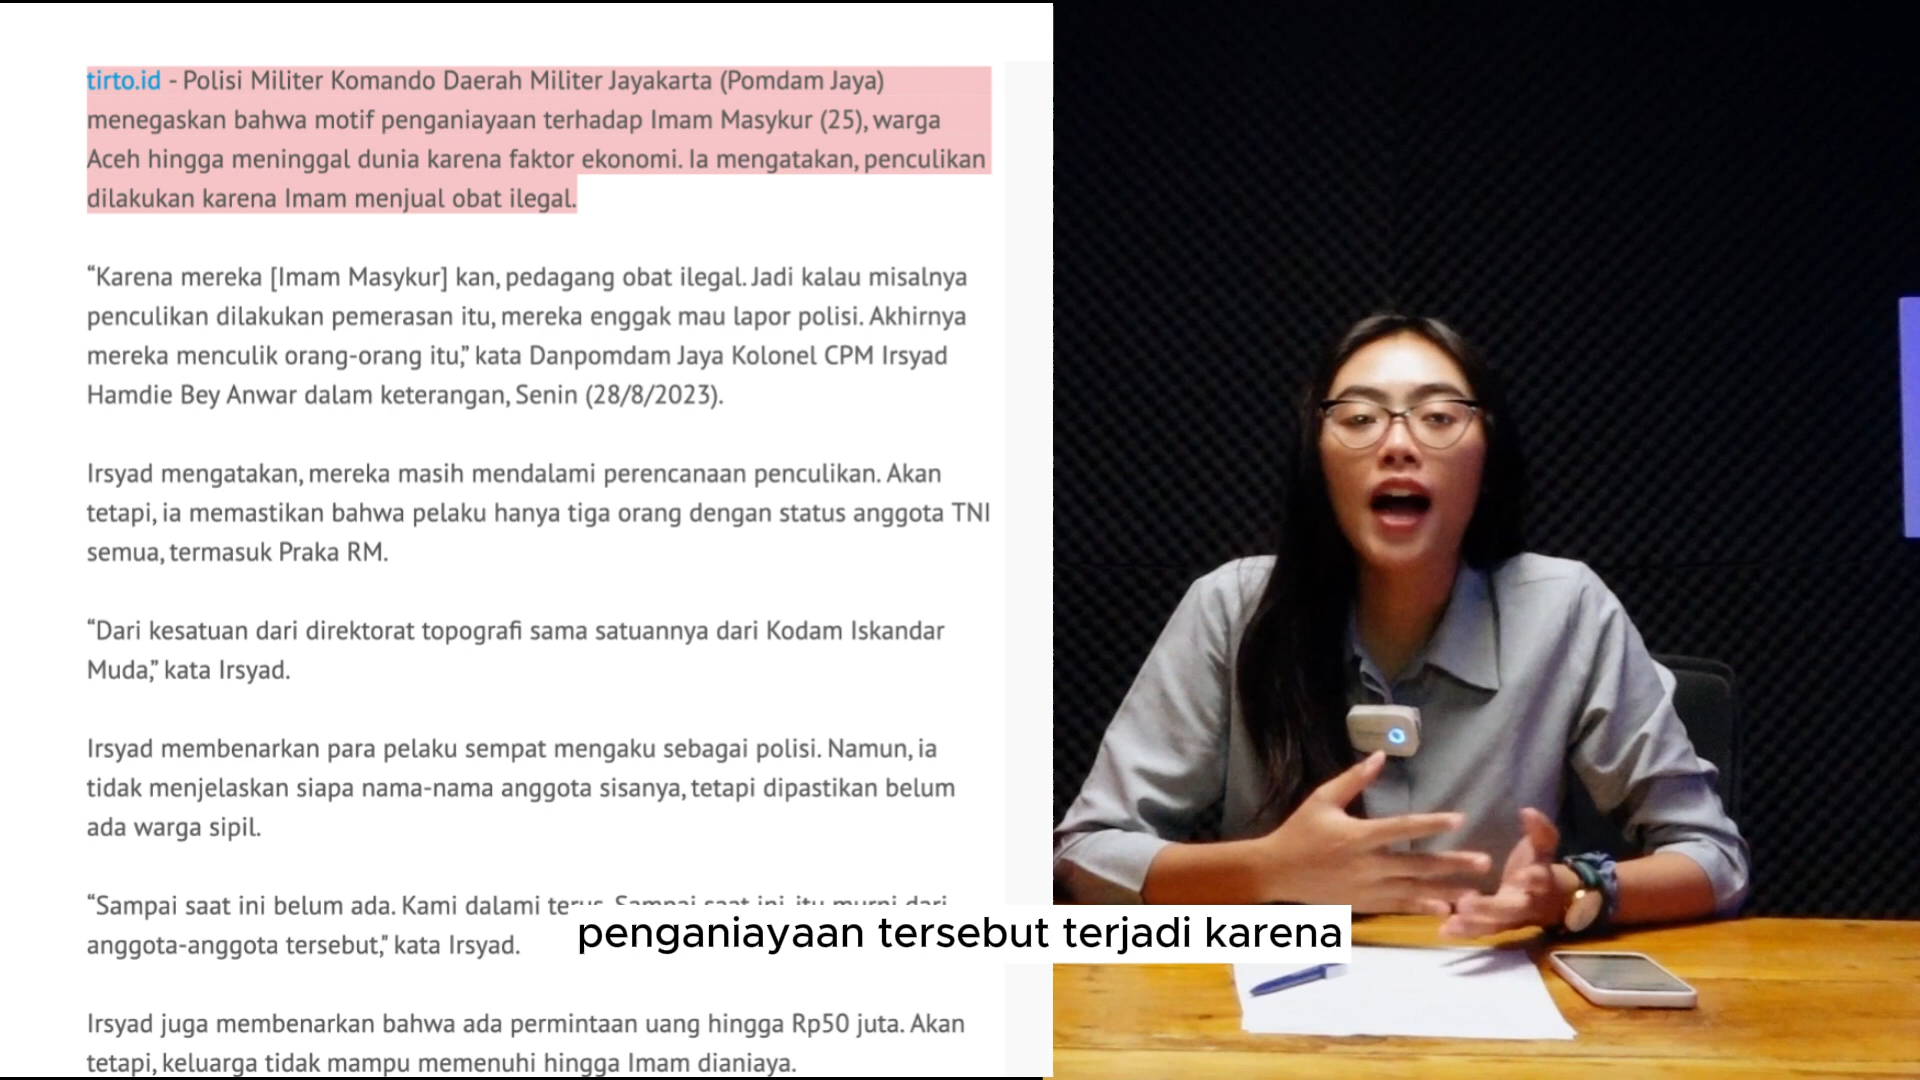 tirto.id - Polisi Militer Komando Daerah Militer Jayakarta (Pomdam Jaya)
menegaskan bahwa motif penganiayaan terhadap Imam Masykur (25), warga
Aceh hingga meninggal dunia karena faktor ekonomi. Ia mengatakan, penculikan
dilakukan karena Imam menjual obat ilegal.
“Karena mereka [Imam Masykur] kan, pedagang obat ilegal. Jadi kalau misalnya
penculikan dilakukan pemerasan itu, mereka enggak mau lapor polisi. Akhirnya
mereka menculik orang-orang itu,” kata Danpomdam Jaya Kolonel CPM Irsyad
Hamdie Bey Anwar dalam keterangan, Senin (28/8/2023).
Irsyad mengatakan, mereka masih mendalami perencanaan penculikan. Akan
tetapi, ia memastikan bahwa pelaku hanya tiga orang dengan status anggota TNI
semua, termasuk Praka RM.
“Dari kesatuan dari direktorat topografi sama satuannya dari Kodam Iskandar
Muda,” kata Irsyad.
Irsyad membenarkan para pelaku sempat mengaku sebagai polisi. Namun, ia
tidak menjelaskan siapa nama-nama anggota sisanya, tetapi dipastikan belum
ada warga sipil.
“Sampai saat ini belum ada. Kami dalami terus. Sampai saat ini, itu murni dari
anggota-anggota tersebut,” kata Irsyad.
penganiayaan tersebut terjadi karena
Irsyad juga membenarkan bahwa ada permintaan uang hingga Rp50 juta. Akan
tetapi, keluarga tidak mampu memenuhi hingga Imam dianiaya.